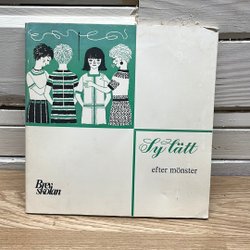 Sy lätt
efter mönster
Brev
skolan